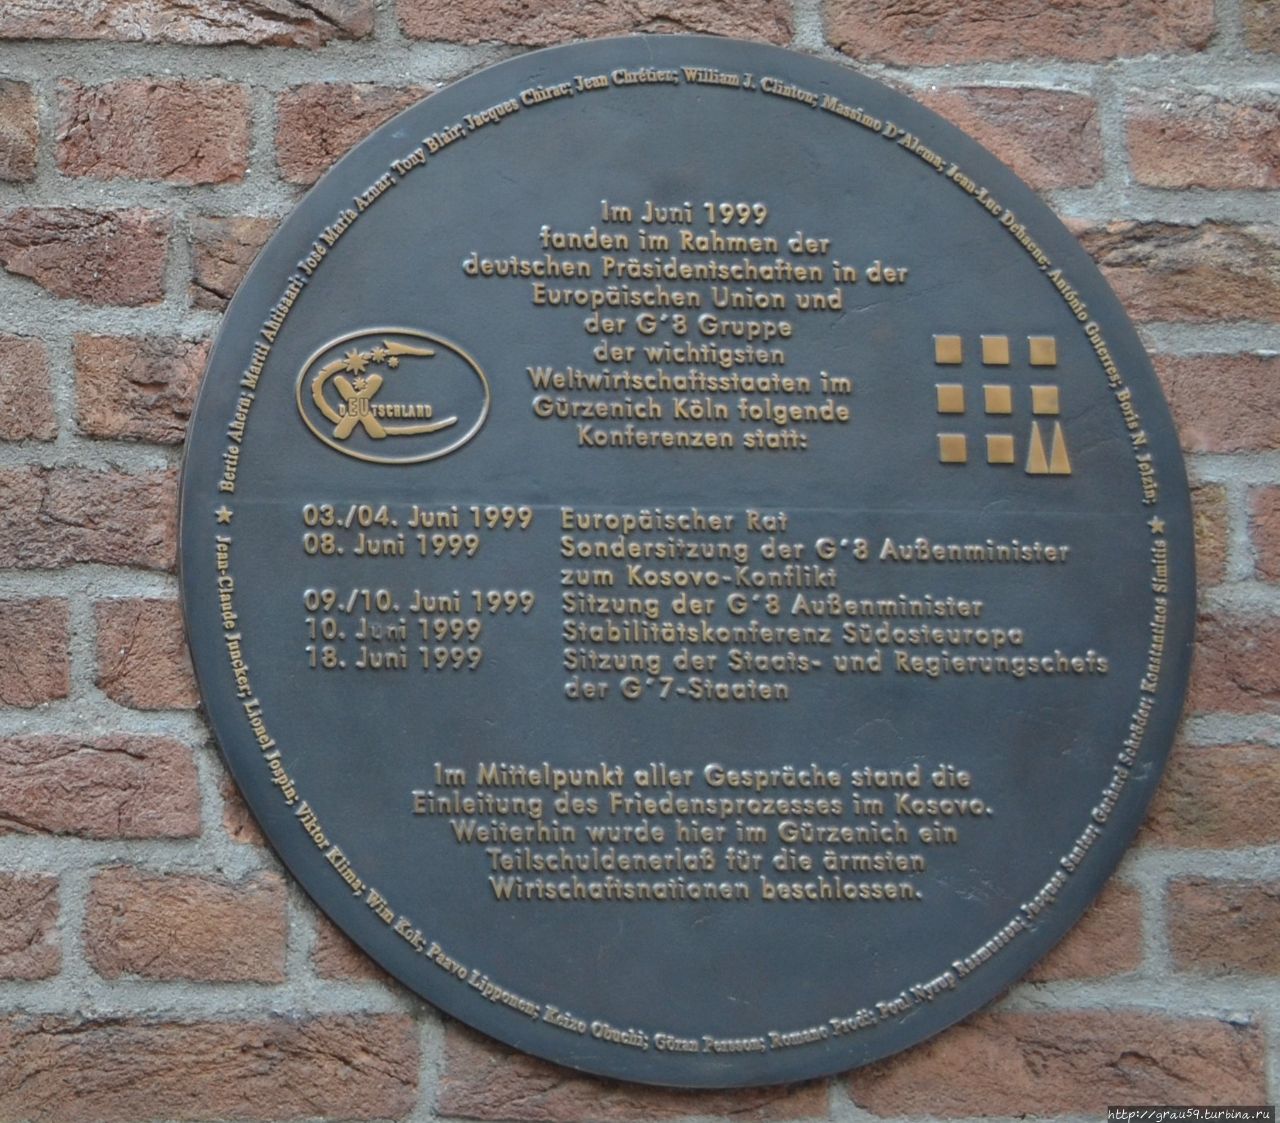 Bertie Ahern; Martti Ahtisaari; José María Aznar; Tony Blair; Jacques Chirac; Jean Chrétien; William J. Clinton; Massimo D´Alema; Jean-Luc Dehaene; António Guterres; Boris N. Jelzin;
Im Juni 1999
fanden im Rahmen der
deutschen Präsidentschaften in der
Europäischen Union und
der G´8 Gruppe
der wichtigsten
Weltwirtschaftsstaaten im
Gürzenich Köln folgende
Konferenzen statt:
DEUTSCHLAND
03./04. Juni 1999 Europäischer Rat
08. Juni 1999 Sondersitzung der G´8 Außenminister
zum Kosovo-Konflikt
09./10. Juni 1999 Sitzung der G´8 Außenminister
10. Juni 1999 Stabilitätskonferenz Südosteuropa
18. Juni 1999 Sitzung der Staats- und Regierungschefs
der G´7-Staaten
Im Mittelpunkt aller Gespräche stand die
Einleitung des Friedensprozesses im Kosovo.
Weiterhin wurde hier im Gürzenich ein
Teilschuldenerlaß für die ärmsten
Wirtschaftsnationen beschlossen.
★ Jean-Claude Juncker; Lionel Jospin; Viktor Klima; Wim Kok; Paavo Lipponen; Keizo Obuchi; Göran Persson; Romano Prodi; Poul Nyrup Rasmussen; Jacques Santer; Gerhard Schröder; Konstantinos Simitis ★
http://grau59.turbina.ru